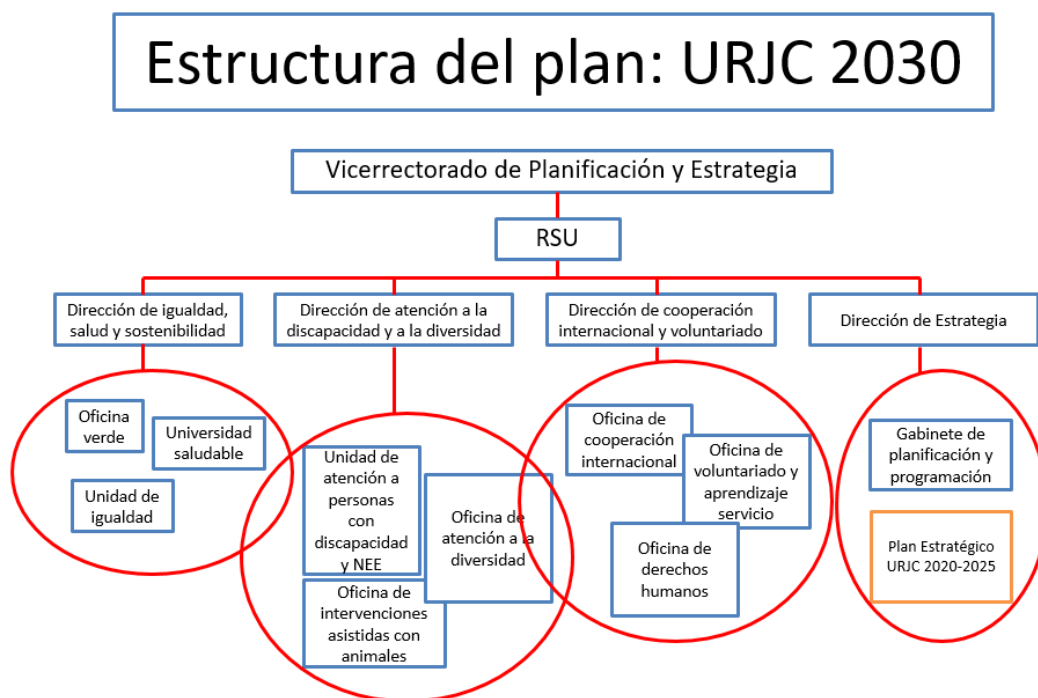 Estructura del plan: URJC 2030
Vicerrectorado de Planificación y Estrategia
RSU
Dirección de igualdad,
salud y sostenibilidad
Dirección de atención a la
discapacidad y a la diversidad
Dirección de cooperación
internacional y voluntariado
Dirección de Estrategia
Oficina
verde
Universidad
saludable
Unidad de
igualdad
Unidad de
atención a
personas
con
discapacidad
y NEE
Oficina de
atención a la
diversidad
Oficina de
intervenciones
asistidas con
animales
Oficina de
cooperación
internacional
Oficina de
voluntariado y
aprendizaje
servicio
Oficina de
derechos
humanos
Gabinete de
planificación y
programación
Plan Estratégico
URJC 2020-2025